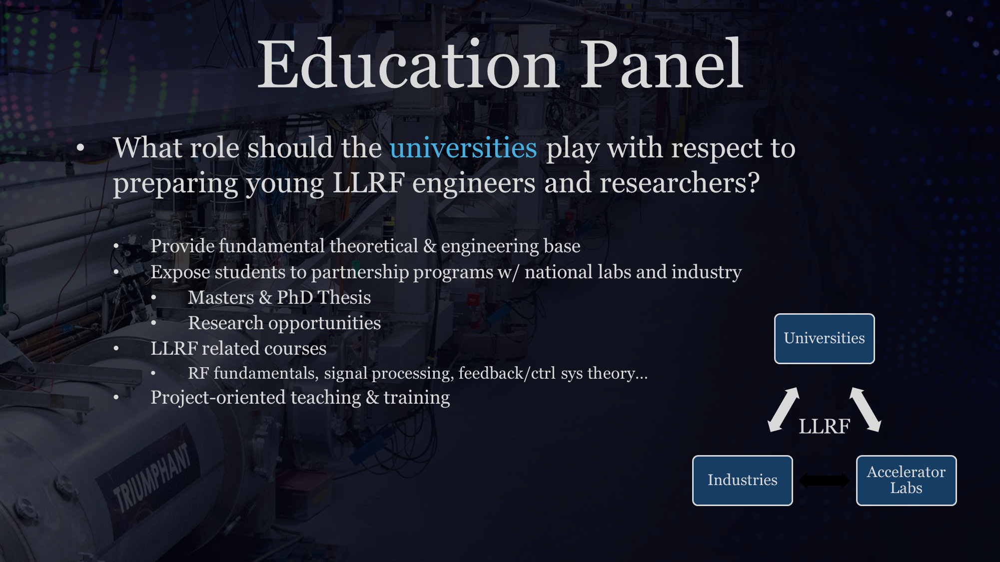 Education Panel
• What role should the universities play with respect to
preparing young LLRF engineers and researchers?
• Provide fundamental theoretical & engineering base
• Expose students to partnership programs w/ national labs and industry
• Masters & PhD Thesis
• Research opportunities
• LLRF related courses
• RF fundamentals, signal processing, feedback/ctrl sys theory...
• Project-oriented teaching & training
Universities
LLRF
Industries
Accelerator
Labs
TRIUMPHANT